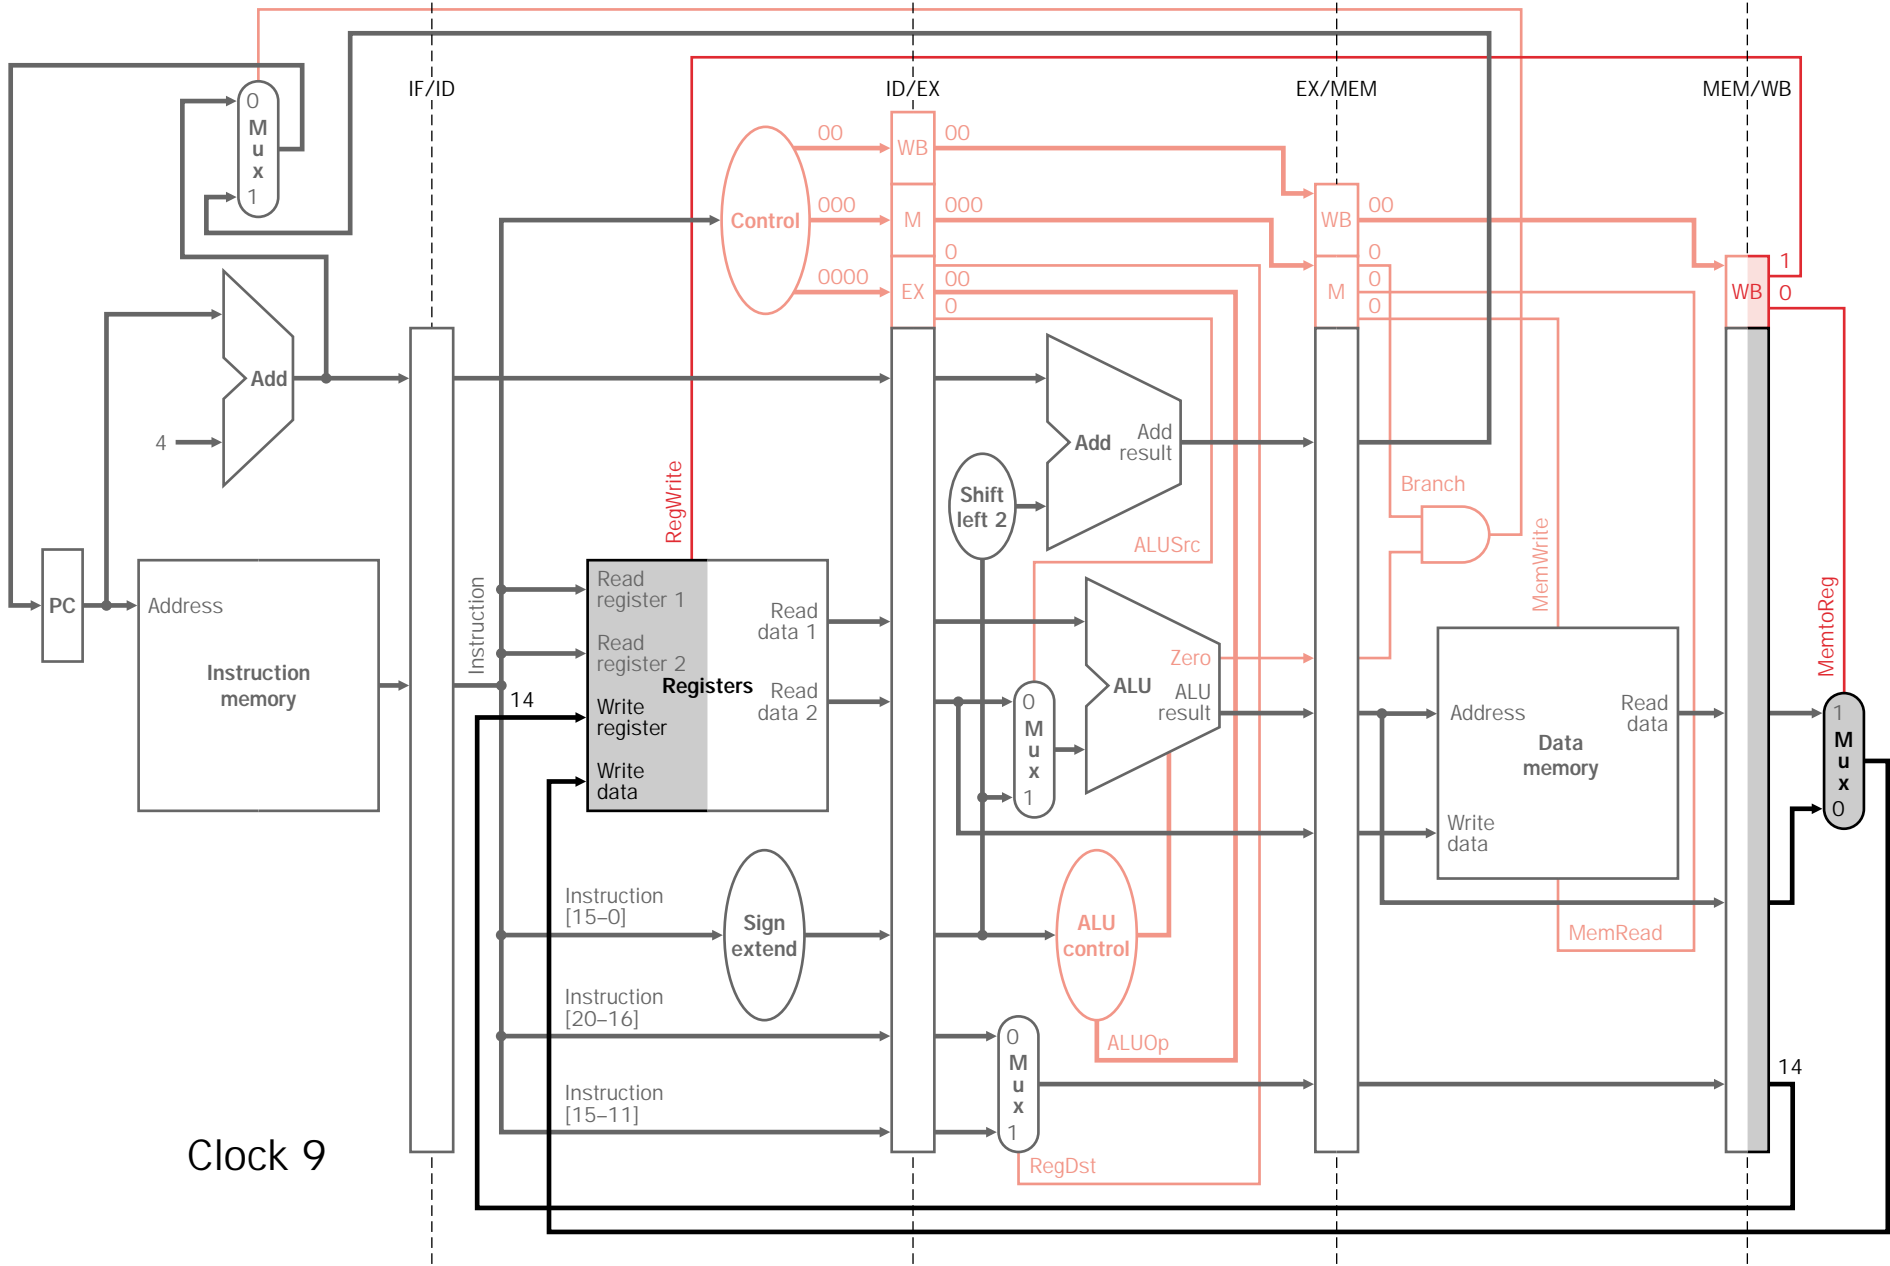 IF/ID
ID/EX
EX/MEM
MEM/WB
0
M
u
x
1
Control
00
000
0000
WB
M
EX
00
000
0
00
0
WB
M
00
0
0
0
WB
1
0
Add
4
RegWrite
Shift
left 2
Add
Add
result
ALUSrc
Branch
MemWrite
MemtoReg
PC
Address
Instruction
memory
Instruction
Read
register 1
Read
register 2
14
Write
register
Write
data
Registers
Read
data 1
Read
data 2
0
M
u
x
1
Zero
ALU
ALU
result
Address
Read
data
Data
memory
Write
data
MemRead
1
M
u
x
0
Instruction
[15–0]
Sign
extend
ALU
control
ALUOp
Instruction
[20–16]
0
M
u
x
1
Instruction
[15–11]
14
RegDst
Clock 9